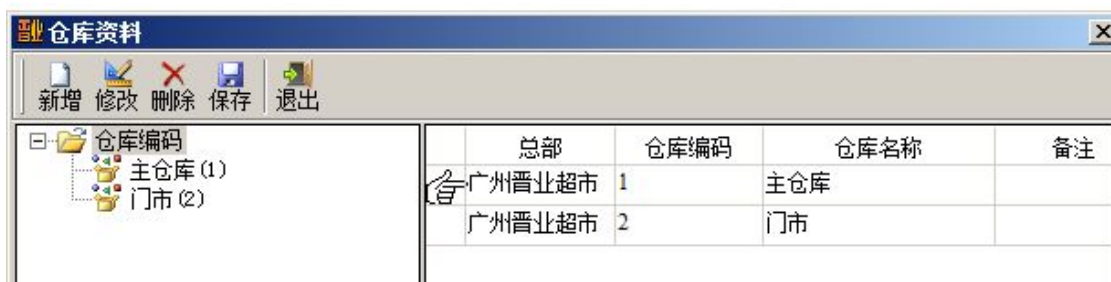 晋业 仓库资料
新增 修改 删除 保存 退出
仓库编码
主仓库(1)
门市(2)
总部 仓库编码 仓库名称 备注
广州晋业超市 1 主仓库
广州晋业超市 2 门市